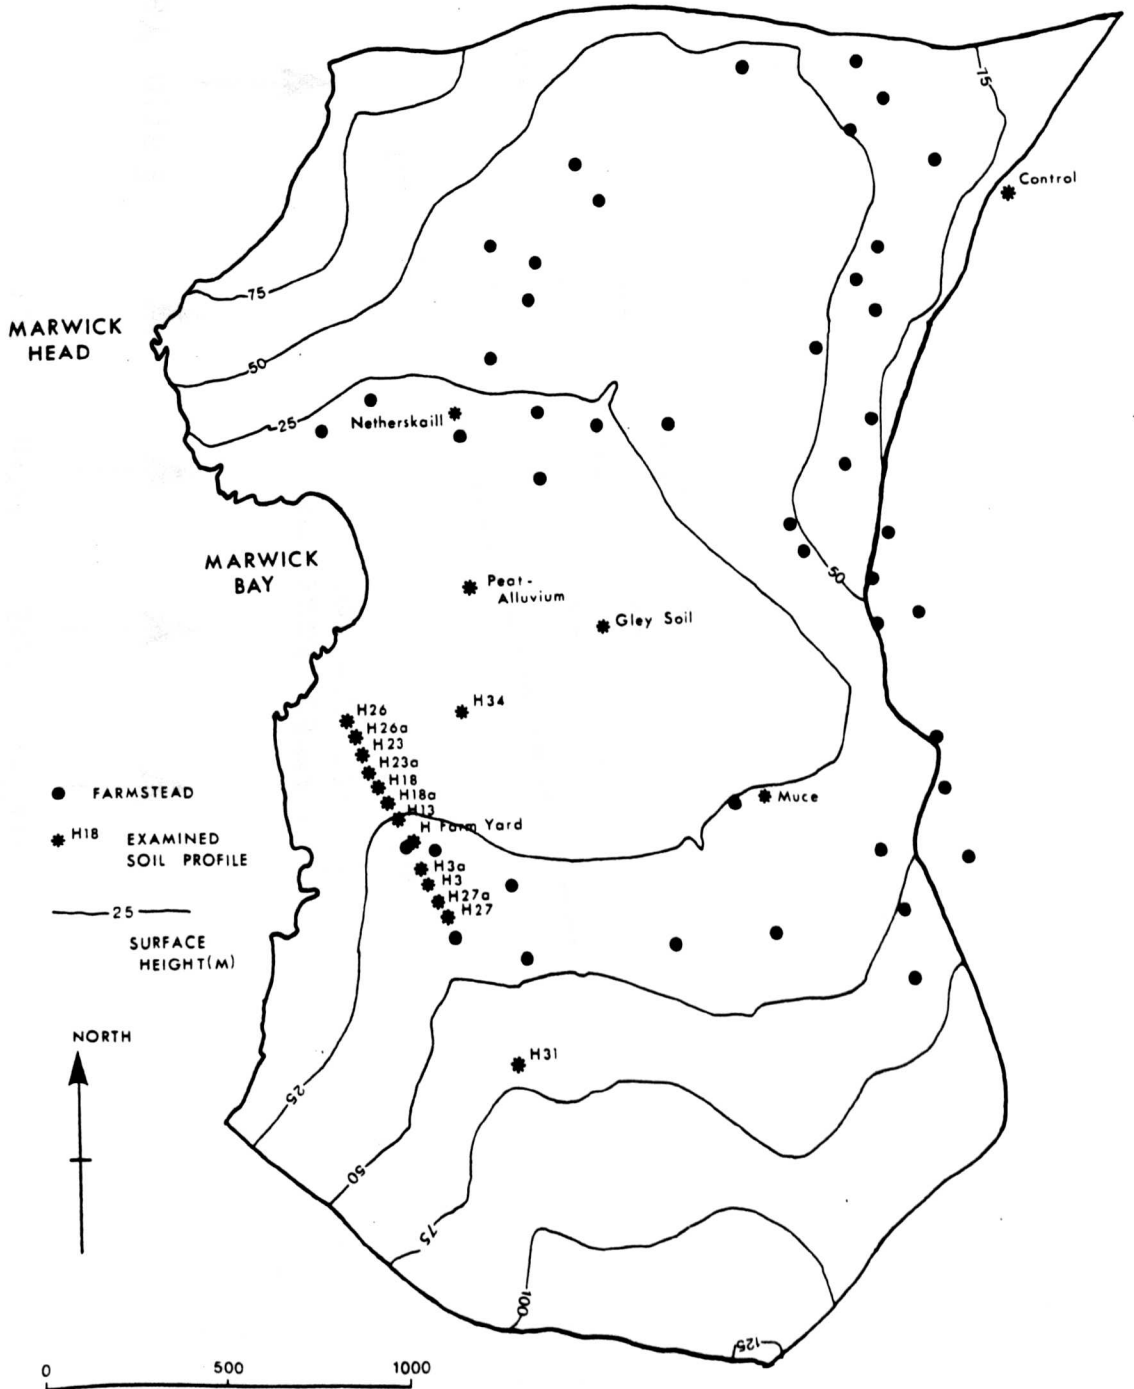 75
Control
75
MARWICK
HEAD
50
25
Netherskaill
MARWICK
BAY
50
Peat-
Alluvium
Gley Soil
H34
H26
H26a
H23
H23a
H18
H18a
H13
H Farm Yard
H3a
H3
H27a
H27
Muce
FARMSTEAD
H18 EXAMINED
SOIL PROFILE
25
SURFACE
HEIGHT(M)
NORTH
H31
25
50
75
100
125
0 500 1000